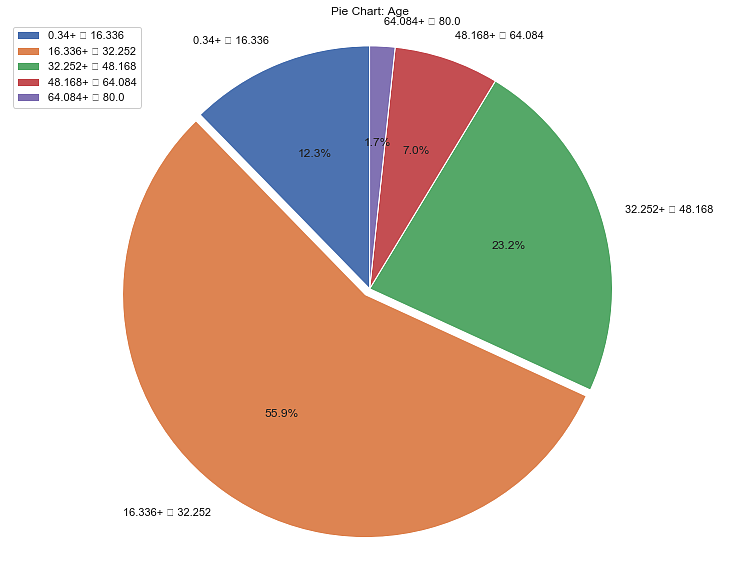 Pie Chart: Age
0.34+ □ 16.336
16.336+ □ 32.252
32.252+ □ 48.168
48.168+ □ 64.084
64.084+ □ 80.0
64.084+ □ 80.0
48.168+ □ 64.084
0.34+ □ 16.336
12.3%
1.7%
7.0%
32.252+ □ 48.168
23.2%
55.9%
16.336+ □ 32.252